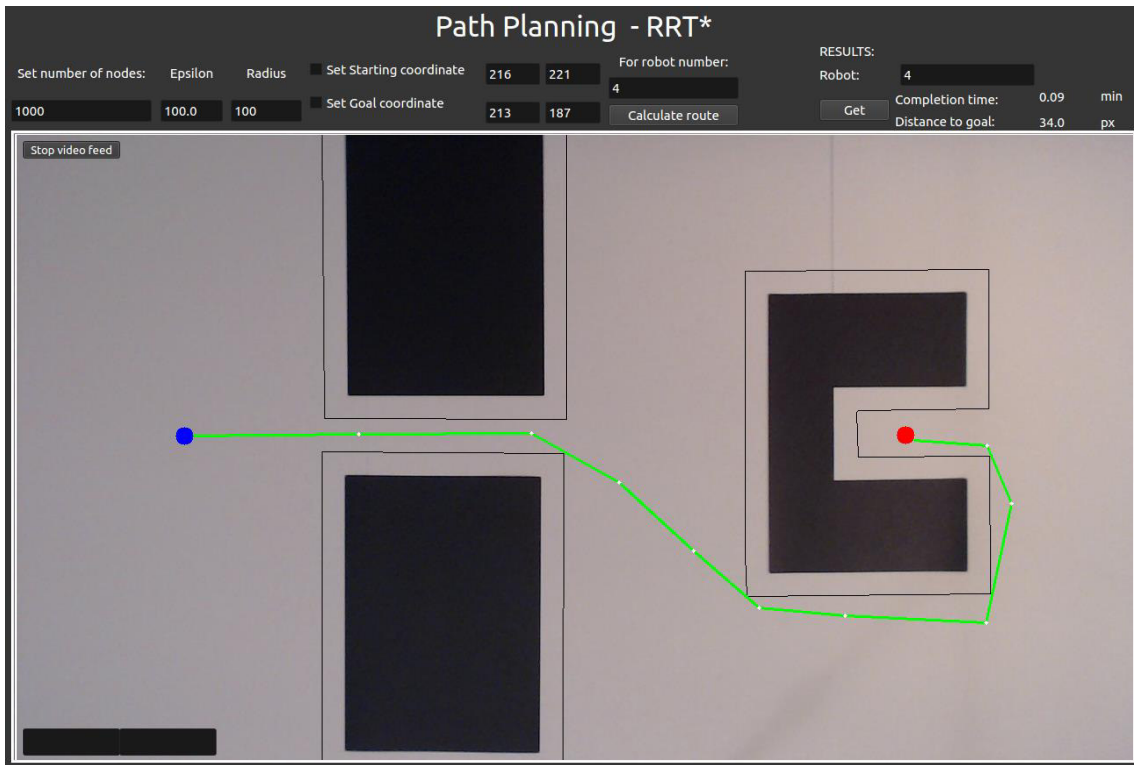 Path Planning - RRT*
Set number of nodes: Epsilon Radius Set Starting coordinate 216 221 For robot number: RESULTS:
Robot: 4
1000 100.0 100 Set Goal coordinate 213 187 4 Calculate route Get
Completion time: 0.09 min
Distance to goal: 34.0 px
Stop video feed